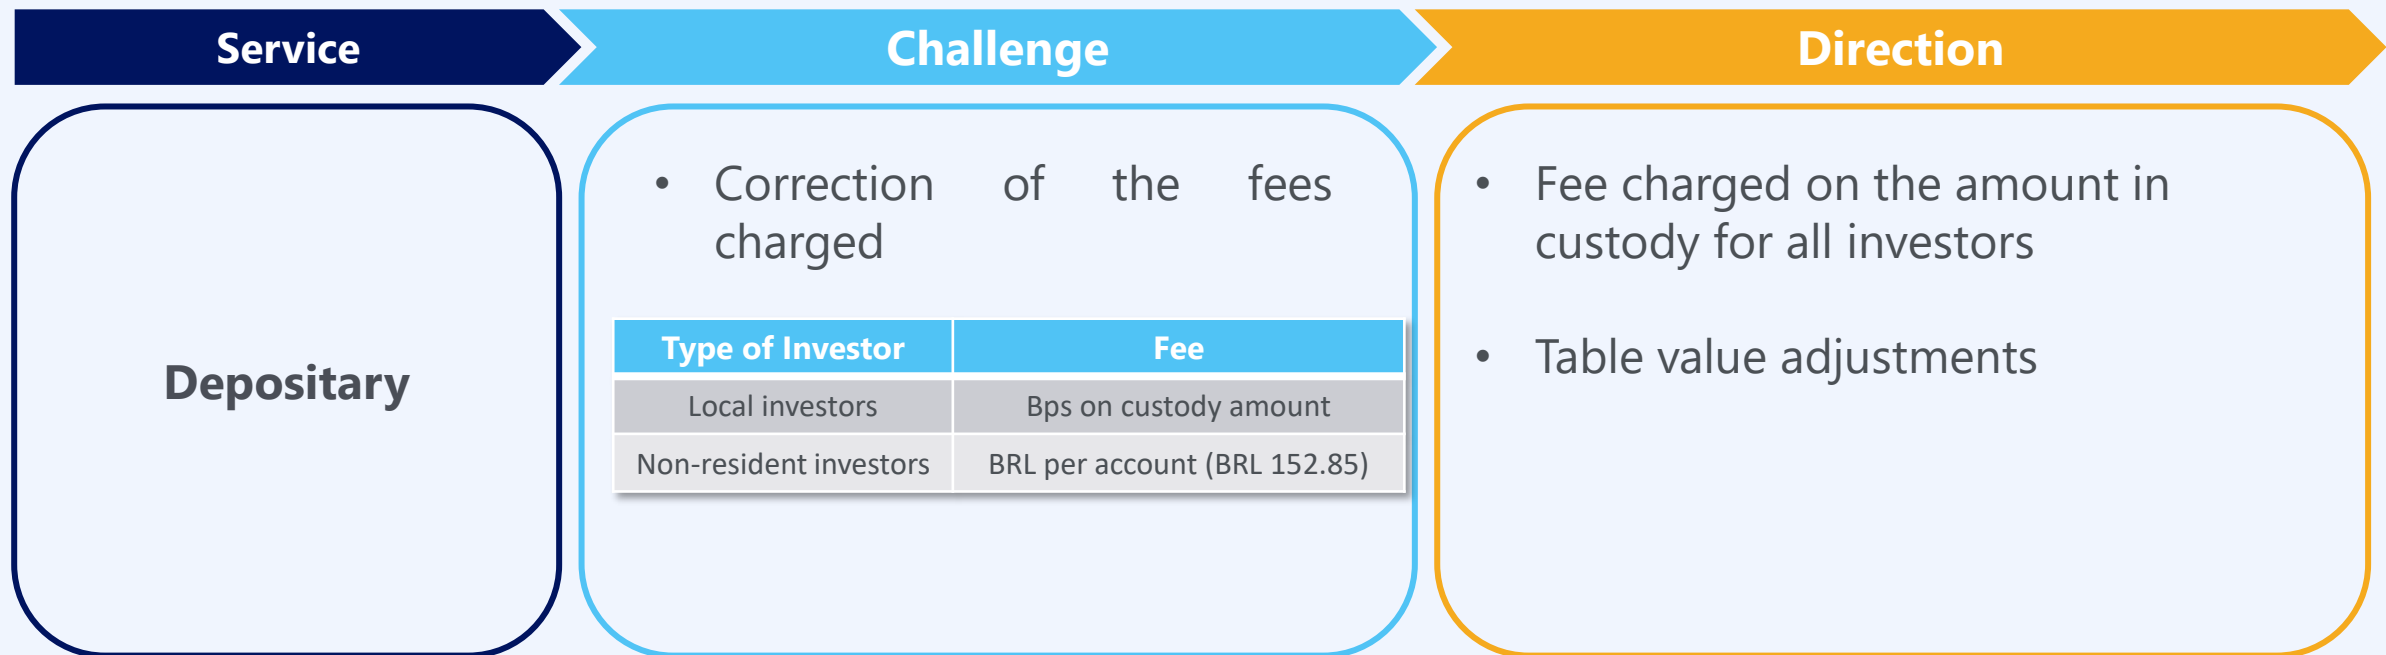 Service
Challenge
Direction
Depositary
• Correction of the fees
charged
Type of Investor Fee
Local investors Bps on custody amount
Non-resident investors BRL per account (BRL 152.85)
• Fee charged on the amount in
custody for all investors
• Table value adjustments